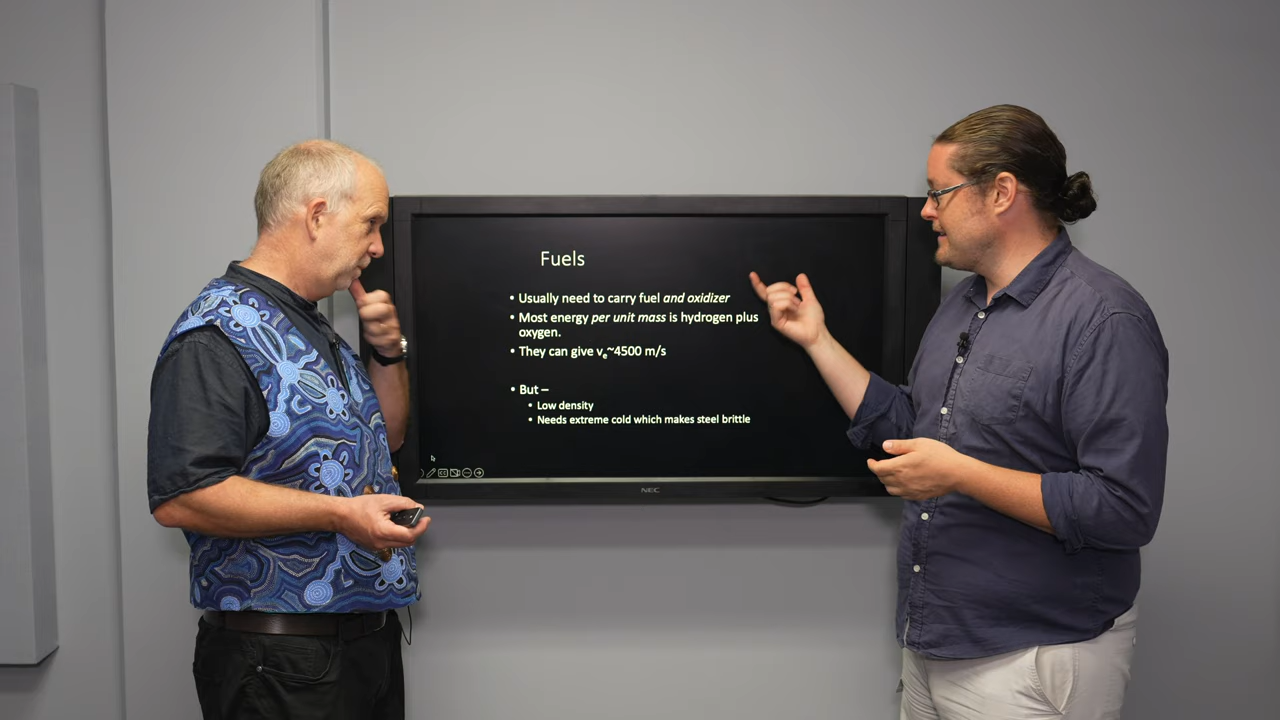 Fuels
• Usually need to carry fuel and oxidizer
• Most energy per unit mass is hydrogen plus
oxygen.
• They can give ve~4500 m/s
• But –
• Low density
• Needs extreme cold which makes steel brittle
NEC